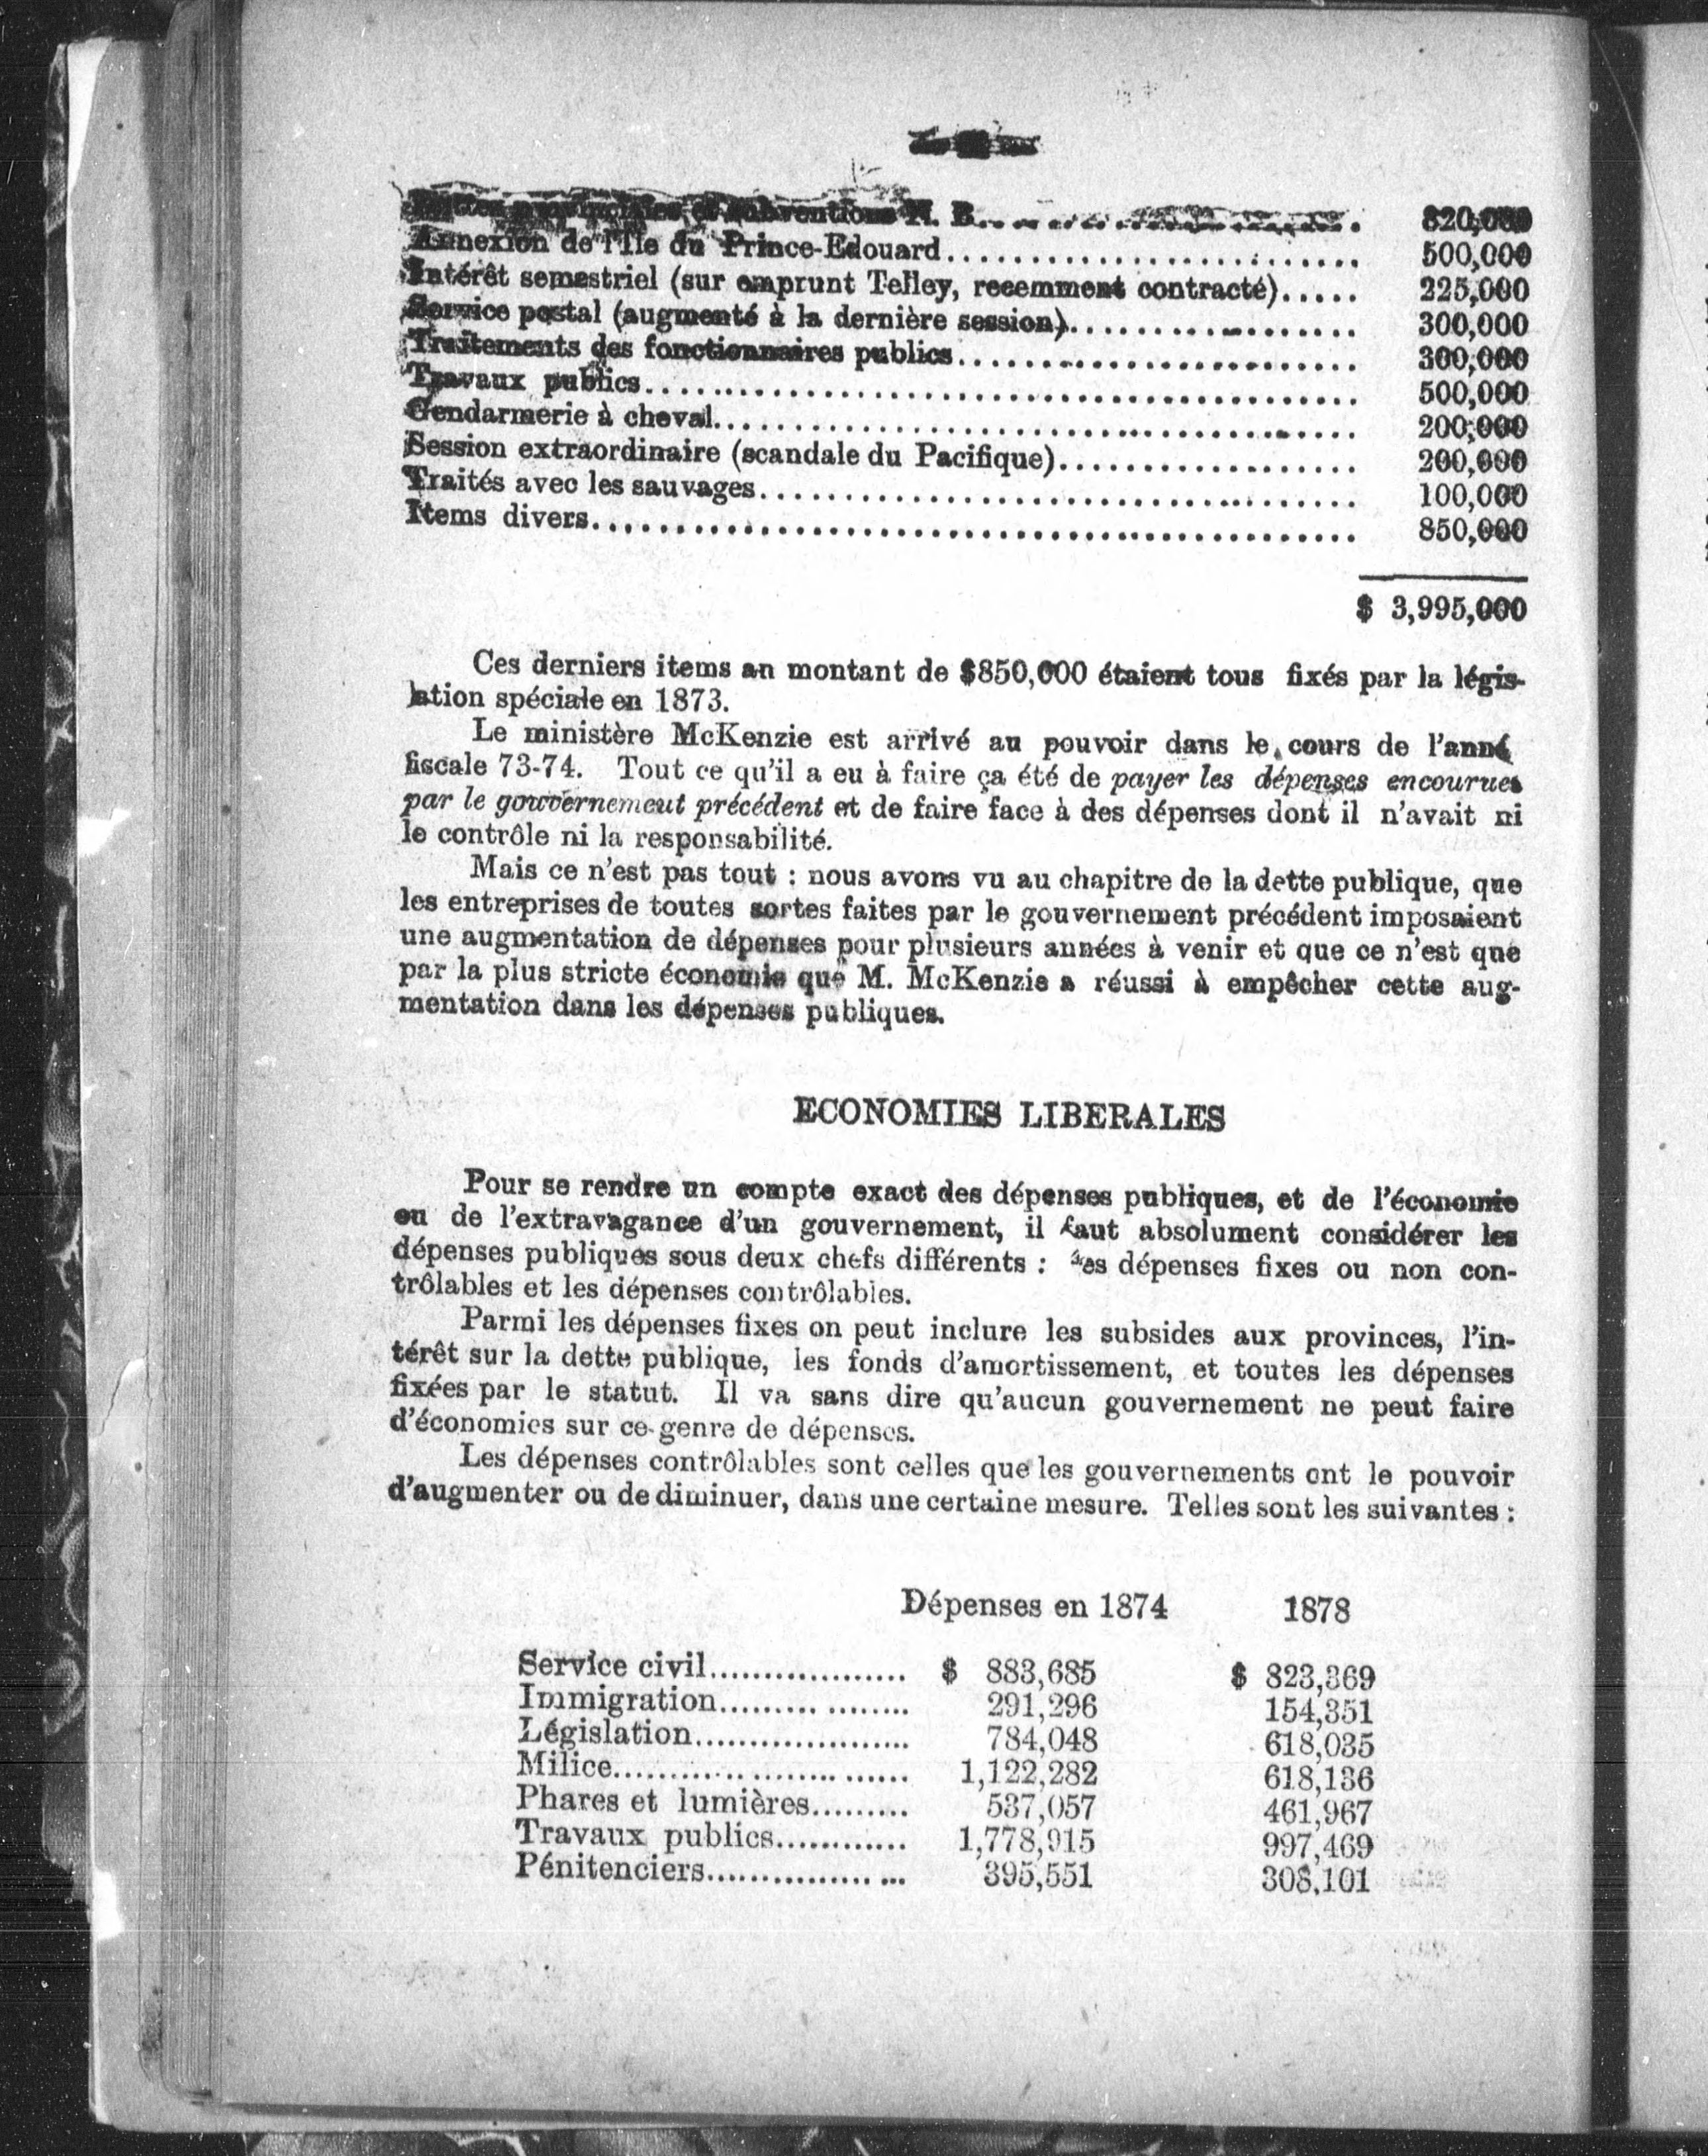 subventions N. B. 820,000
Annexion de l'Ile du Prince-Edouard 500,000
Intérêt semestriel (sur emprunt Telley, recemment contracté) 225,000
Service postal (augmenté à la dernière session) 300,000
Traitements des fonctionnaires publics 300,000
Travaux publics 500,000
Gendarmerie à cheval 200,000
Session extraordinaire (scandale du Pacifique) 200,000
Traités avec les sauvages 100,000
Items divers 850,000
$ 3,995,000
Ces derniers items an montant de $850,000 étaient tous fixés par la légis-
lation spéciale en 1873.
Le ministère McKenzie est arrivé au pouvoir dans le cours de l'anné
fiscale 73-74. Tout ce qu'il a eu à faire ça été de payer les dépenses encourues
par le gouvernement précédent et de faire face à des dépenses dont il n'avait ni
le contrôle ni la responsabilité.
Mais ce n'est pas tout : nous avons vu au chapitre de la dette publique, que
les entreprises de toutes sortes faites par le gouvernement précédent imposaient
une augmentation de dépenses pour plusieurs années à venir et que ce n'est que
par la plus stricte économie que M. McKenzie a réussi à empêcher cette aug-
mentation dans les dépenses publiques.
ECONOMIES LIBERALES
Pour se rendre un compte exact des dépenses publiques, et de l'économie
ou de l'extravagance d'un gouvernement, il faut absolument considérer les
dépenses publiques sous deux chefs différents : les dépenses fixes ou non con-
trôlables et les dépenses contrôlables.
Parmi les dépenses fixes on peut inclure les subsides aux provinces, l'in-
térêt sur la dette publique, les fonds d'amortissement, et toutes les dépenses
fixées par le statut. Il va sans dire qu'aucun gouvernement ne peut faire
d'économies sur ce genre de dépenses.
Les dépenses contrôlables sont celles que les gouvernements ont le pouvoir
d'augmenter ou de diminuer, dans une certaine mesure. Telles sont les suivantes :
Dépenses en 1874 1878
Service civil $ 883,685 $ 823,369
Immigration 291,296 154,351
Législation 784,048 618,035
Milice 1,122,282 618,136
Phares et lumières 537,057 461,967
Travaux publics 1,778,915 997,469
Pénitenciers 395,551 308,101